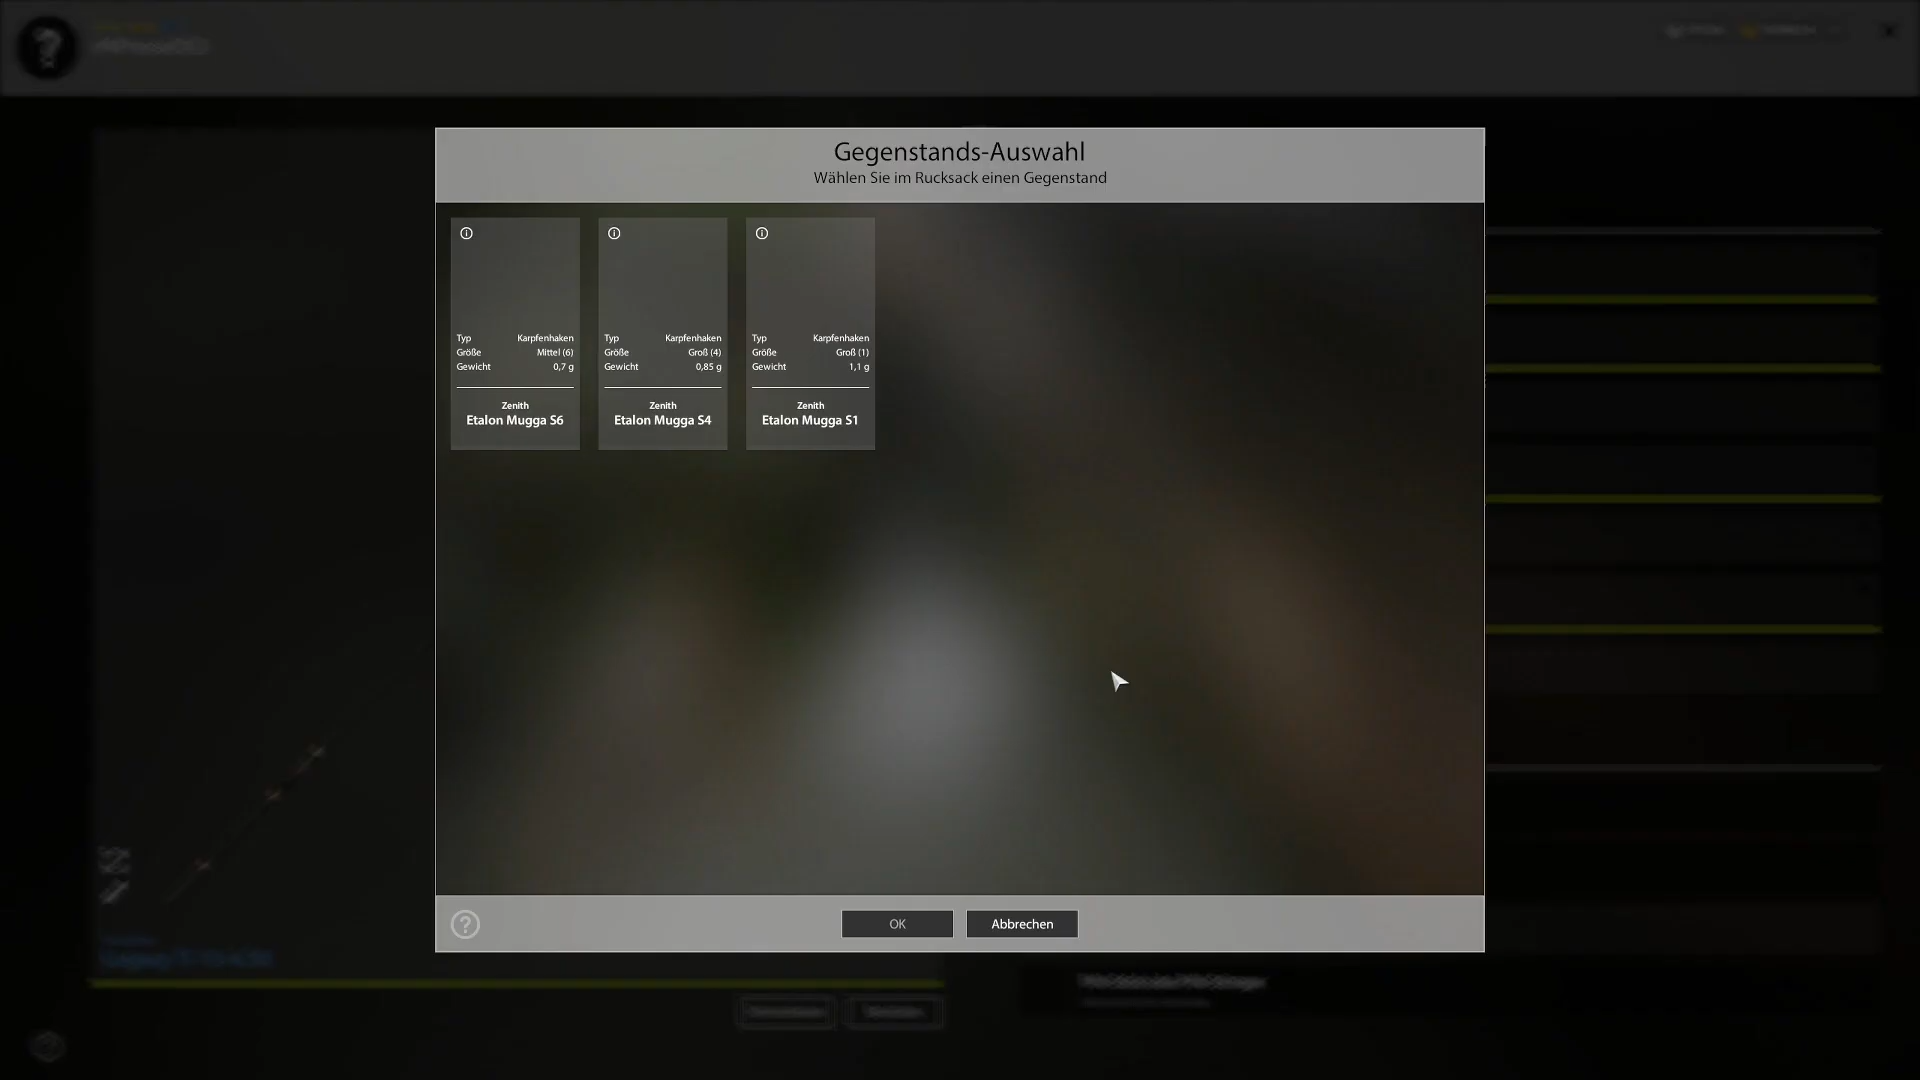 Gegenstands-Auswahl
Wählen Sie im Rucksack einen Gegenstand
Typ Karpfenhaken
Größe Mittel (6)
Gewicht 0,7 g
Zenith
Etalon Mugga S6
Typ Karpfenhaken
Größe Groß (4)
Gewicht 0,85 g
Zenith
Etalon Mugga S4
Typ Karpfenhaken
Größe Groß (1)
Gewicht 1,1 g
Zenith
Etalon Mugga S1
OK
Abbrechen